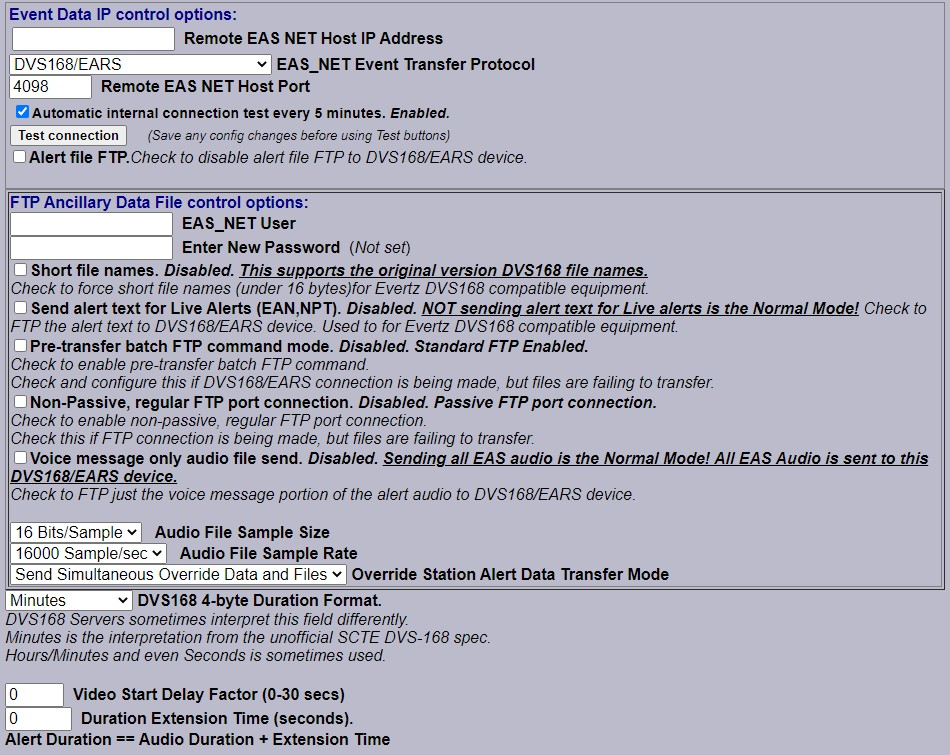 Event Data IP control options:
Remote EAS NET Host IP Address
DVS168/EARS EAS_NET Event Transfer Protocol
4098 Remote EAS NET Host Port
Automatic internal connection test every 5 minutes. Enabled.
Test connection (Save any config changes before using Test buttons)
Alert file FTP.Check to disable alert file FTP to DVS168/EARS device.
FTP Ancillary Data File control options:
EAS_NET User
Enter New Password (Not set)
Short file names. Disabled. This supports the original version DVS168 file names.
Check to force short file names (under 16 bytes)for Evertz DVS168 compatible equipment.
Send alert text for Live Alerts (EAN,NPT). Disabled. NOT sending alert text for Live alerts is the Normal Mode! Check to
FTP the alert text to DVS168/EARS device. Used to for Evertz DVS168 compatible equipment.
Pre-transfer batch FTP command mode. Disabled. Standard FTP Enabled.
Check to enable pre-transfer batch FTP command.
Check and configure this if DVS168/EARS connection is being made, but files are failing to transfer.
Non-Passive, regular FTP port connection. Disabled. Passive FTP port connection.
Check to enable non-passive, regular FTP port connection.
Check this if FTP connection is being made, but files are failing to transfer.
Voice message only audio file send. Disabled. Sending all EAS audio is the Normal Mode! All EAS Audio is sent to this
DVS168/EARS device.
Check to FTP just the voice message portion of the alert audio to DVS168/EARS device.
16 Bits/Sample Audio File Sample Size
16000 Sample/sec Audio File Sample Rate
Send Simultaneous Override Data and Files Override Station Alert Data Transfer Mode
Minutes DVS168 4-byte Duration Format.
DVS168 Servers sometimes interpret this field differently.
Minutes is the interpretation from the unofficial SCTE DVS-168 spec.
Hours/Minutes and even Seconds is sometimes used.
0 Video Start Delay Factor (0-30 secs)
0 Duration Extension Time (seconds).
Alert Duration == Audio Duration + Extension Time